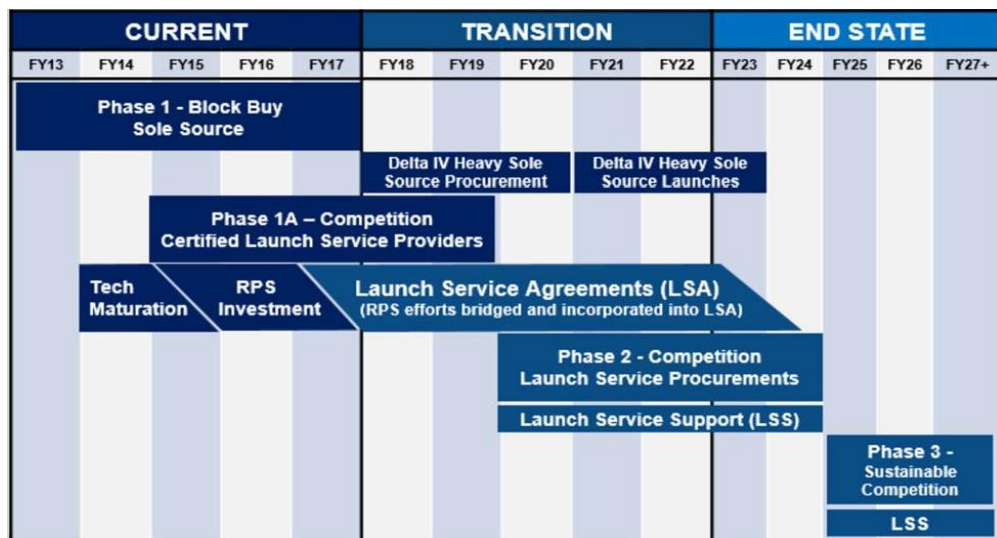 CURRENT TRANSITION END STATE
FY13 FY14 FY15 FY16 FY17 FY18 FY19 FY20 FY21 FY22 FY23 FY24 FY25 FY26 FY27+
Phase 1 - Block Buy
Sole Source
Delta IV Heavy Sole
Source Procurement
Delta IV Heavy Sole
Source Launches
Phase 1A – Competition
Certified Launch Service Providers
Tech
Maturation
RPS
Investment
Launch Service Agreements (LSA)
(RPS efforts bridged and incorporated into LSA)
Phase 2 - Competition
Launch Service Procurements
Launch Service Support (LSS)
Phase 3 -
Sustainable
Competition
LSS